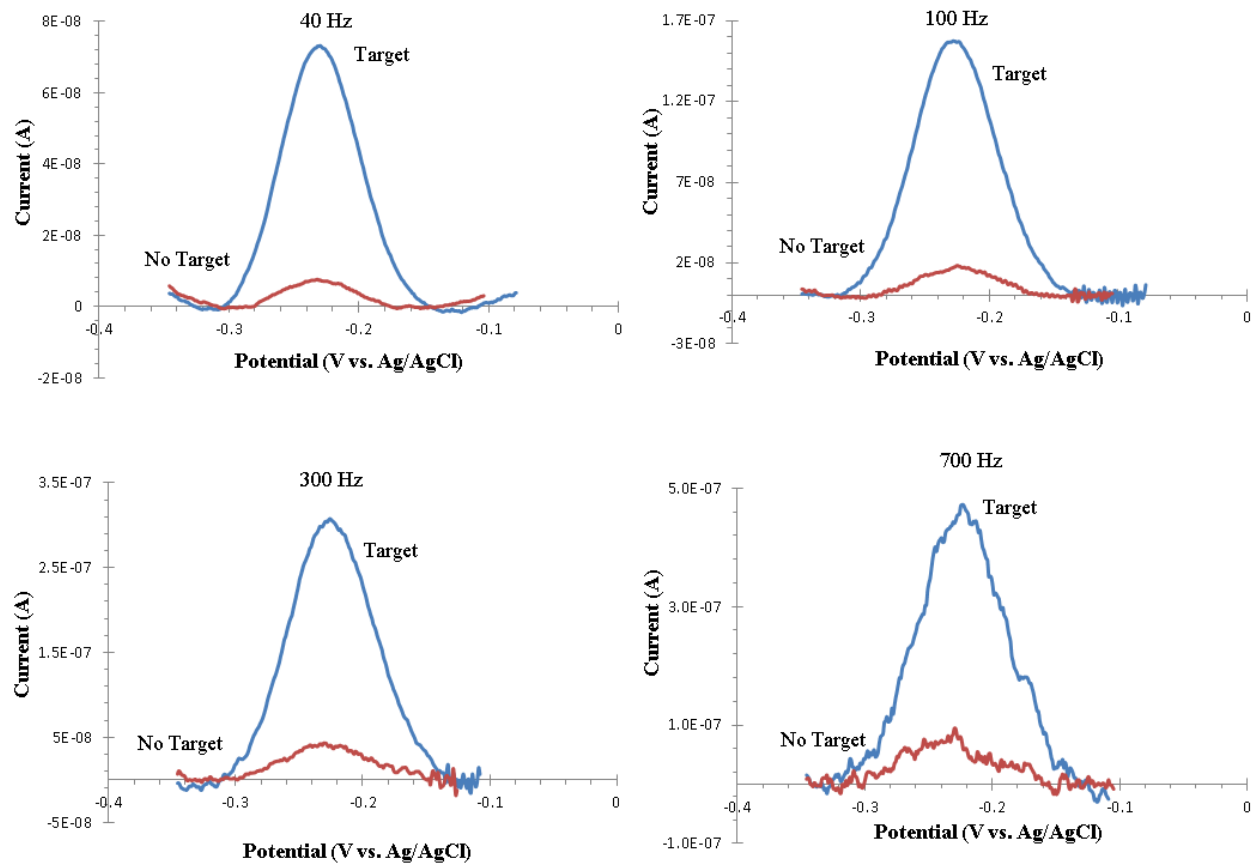 40 Hz
8E-08
6E-08
4E-08
2E-08
0
-2E-08
Current (A)
Target
No Target
-0.4
-0.3
-0.2
-0.1
0
Potential (V vs. Ag/AgCl)
100 Hz
1.7E-07
1.2E-07
7E-08
2E-08
-3E-08
Current (A)
Target
No Target
-0.4
-0.3
-0.2
-0.1
0
Potential (V vs. Ag/AgCl)
300 Hz
3.5E-07
2.5E-07
1.5E-07
5E-08
-5E-08
Current (A)
Target
No Target
-0.4
-0.3
-0.2
-0.1
0
Potential (V vs. Ag/AgCl)
700 Hz
5.0E-07
3.0E-07
1.0E-07
-1.0E-07
Current (A)
Target
No Target
-0.4
-0.3
-0.2
-0.1
0
Potential (V vs. Ag/AgCl)